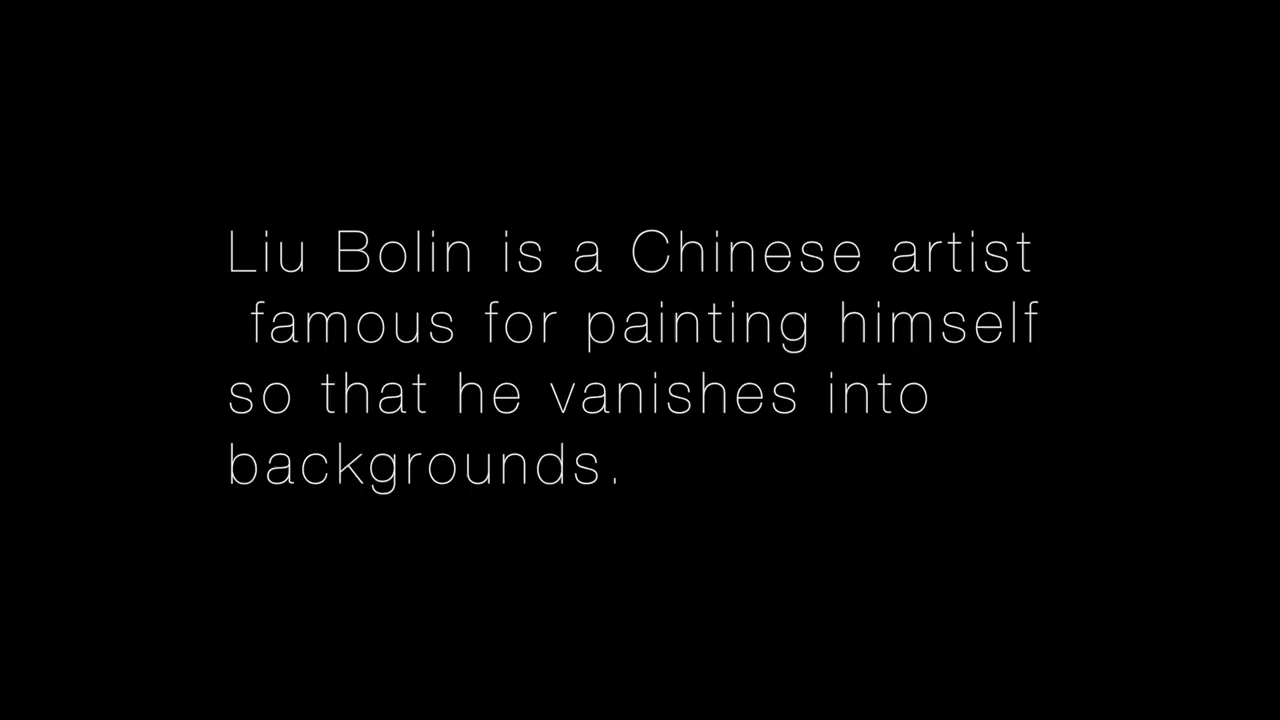 Liu Bolin is a Chinese artist
famous for painting himself
so that he vanishes into
backgrounds.